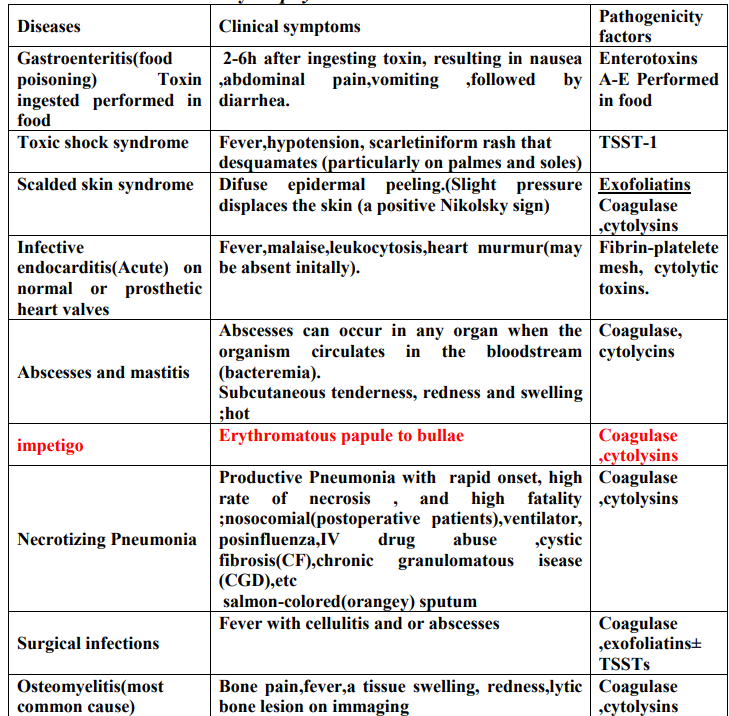 Diseases
Clinical symptoms
Pathogenicity
factors
Gastroenteritis(food
poisoning) Toxin
ingested performed in
food
2-6h after ingesting toxin, resulting in nausea
,abdominal pain,vomiting ,followed by
diarrhea.
Enterotoxins
A-E Performed
in food
Toxic shock syndrome
Fever,hypotension, scarletiniform rash that
desquamates (particularly on palmes and soles)
TSST-1
Scalded skin syndrome
Difuse epidermal peeling.(Slight pressure
displaces the skin (a positive Nikolsky sign)
Exofoliatins
Coagulase
,cytolysins
Infective
endocarditis(Acute) on
normal or prosthetic
heart valves
Fever,malaise,leukocytosis,heart murmur(may
be absent initally).
Fibrin-platelete
mesh, cytolytic
toxins.
Abscesses and mastitis
Abscesses can occur in any organ when the
organism circulates in the bloodstream
(bacteremia).
Subcutaneous tenderness, redness and swelling
;hot
Coagulase,
cytolycins
impetigo
Erythromatous papule to bullae
Coagulase
,cytolysins
Necrotizing Pneumonia
Productive Pneumonia with rapid onset, high
rate of necrosis , and high fatality
;nosocomial(postoperative patients),ventilator,
posinfluenza,IV drug abuse ,cystic
fibrosis(CF),chronic granulomatous isease
(CGD),etc
salmon-colored(orangey) sputum
Coagulase
,cytolysins
Surgical infections
Fever with cellulitis and or abscesses
Coagulase
,exofoliatins±
TSSTs
Osteomyelitis(most
common cause)
Bone pain,fever,a tissue swelling, redness,lytic
bone lesion on immaging
Coagulase
,cytolysins